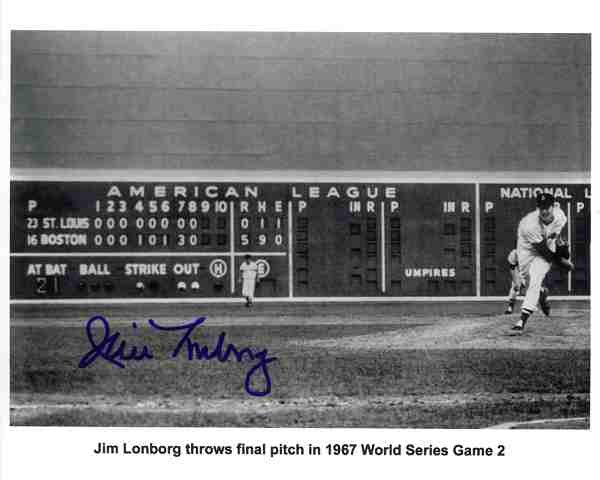 AMERICAN LEAGUE NATIONAL L
P 1 2 3 4 5 6 7 8 9 10 R H E P IN R P IN R P P
23 ST. LOUIS 0 0 0 0 0 0 0 0 0 1 1
16 BOSTON 0 0 0 1 0 1 3 0 5 9 0
AT BAT BALL STRIKE OUT H E UMPIRES
21
Jim Lonborg
Jim Lonborg throws final pitch in 1967 World Series Game 2